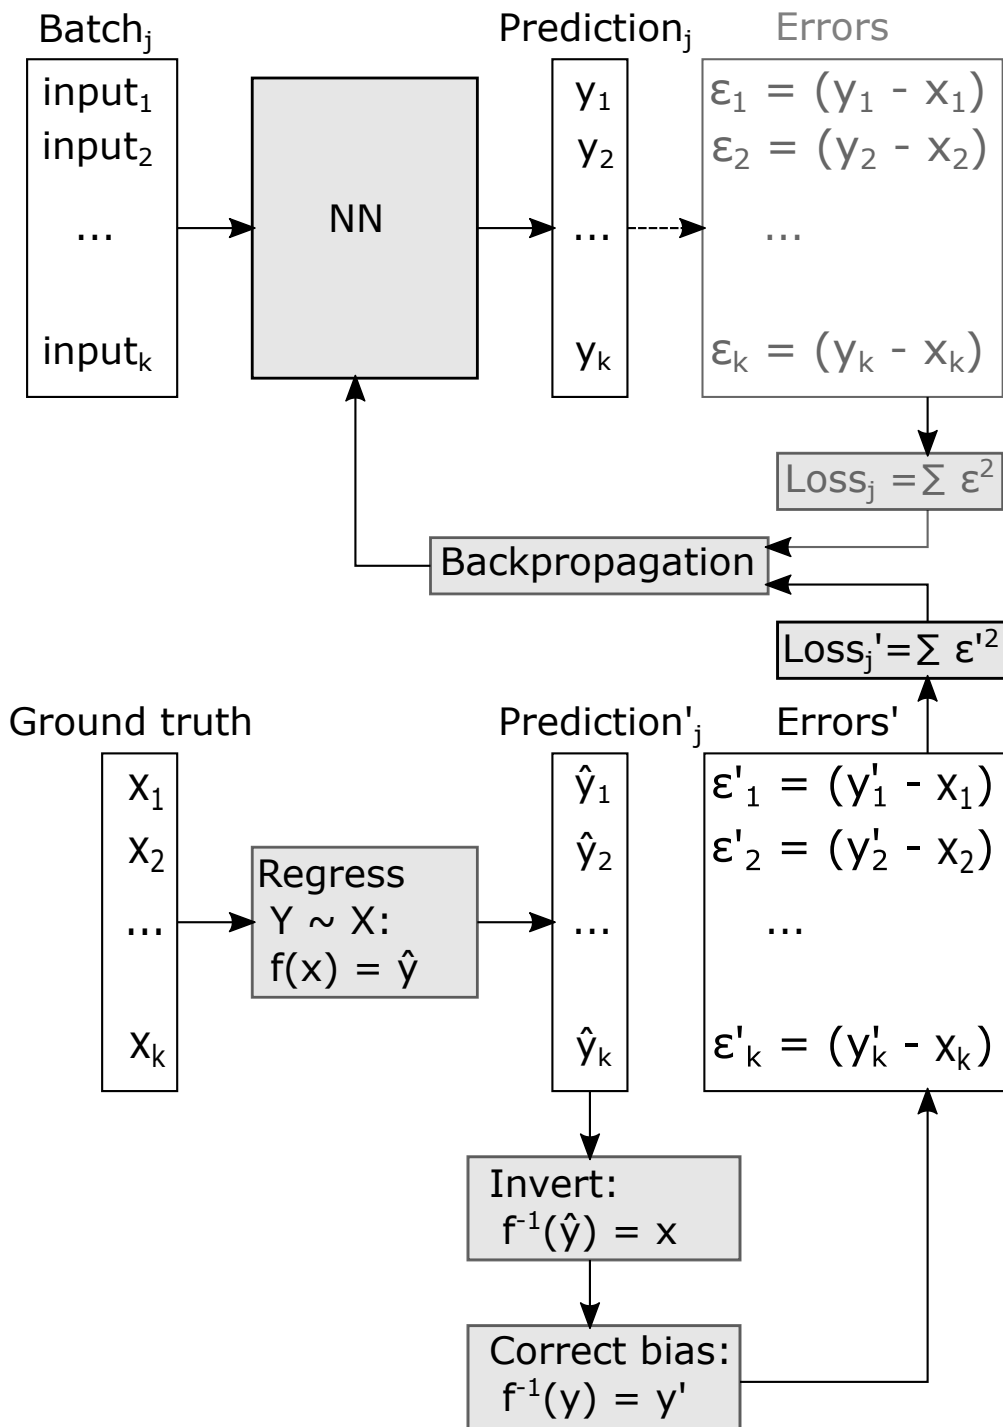 Batchⱼ
input₁
input₂
...
inputₖ
NN
Predictionⱼ
y₁
y₂
...
yₖ
Errors
ε₁ = (y₁ - x₁)
ε₂ = (y₂ - x₂)
...
εₖ = (yₖ - xₖ)
Lossⱼ = ∑ ε²
Backpropagation
Lossⱼ'= ∑ ε'²
Ground truth
x₁
x₂
...
xₖ
Regress
Y ~ X:
f(x) = ŷ
Prediction'ⱼ
ŷ₁
ŷ₂
...
ŷₖ
Errors'
ε'₁ = (y'₁ - x₁)
ε'₂ = (y'₂ - x₂)
...
ε'ₖ = (y'ₖ - xₖ)
Invert:
f⁻¹(ŷ) = x
Correct bias:
f⁻¹(y) = y'